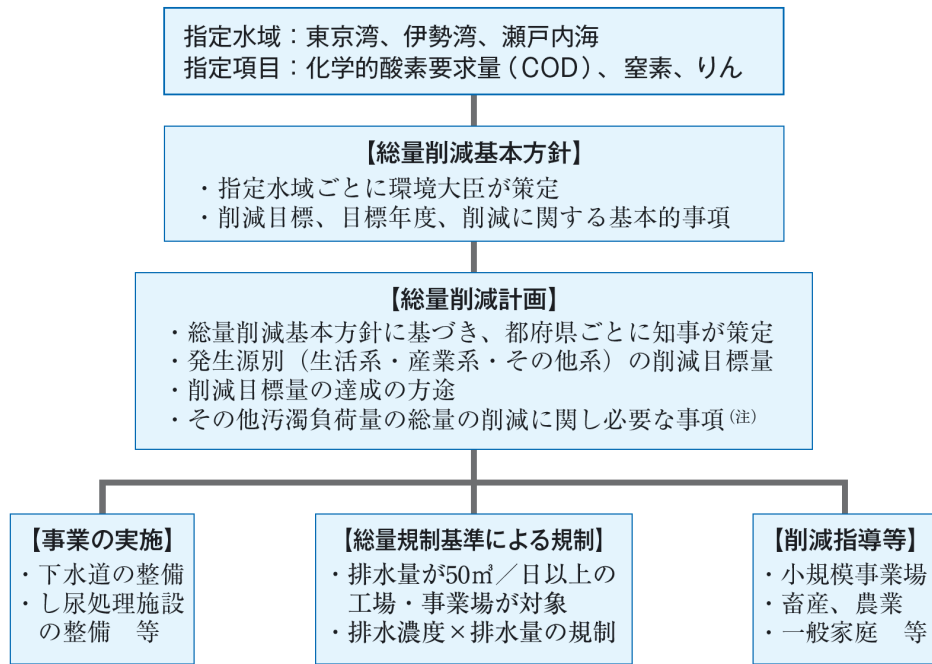 指定水域：東京湾、伊勢湾、瀬戸内海
指定項目：化学的酸素要求量（COD）、窒素、りん
【総量削減基本方針】
・指定水域ごとに環境大臣が策定
・削減目標、目標年度、削減に関する基本的事項
【総量削減計画】
・総量削減基本方針に基づき、都府県ごとに知事が策定
・発生源別（生活系・産業系・その他系）の削減目標量
・削減目標量の達成の方途
・その他汚濁負荷量の総量の削減に関し必要な事項（注）
【事業の実施】
・下水道の整備
・し尿処理施設
の整備　等
【総量規制基準による規制】
・排水量が50㎥／日以上の
工場・事業場が対象
・排水濃度×排水量の規制
【削減指導等】
・小規模事業場
・畜産、農業
・一般家庭　等